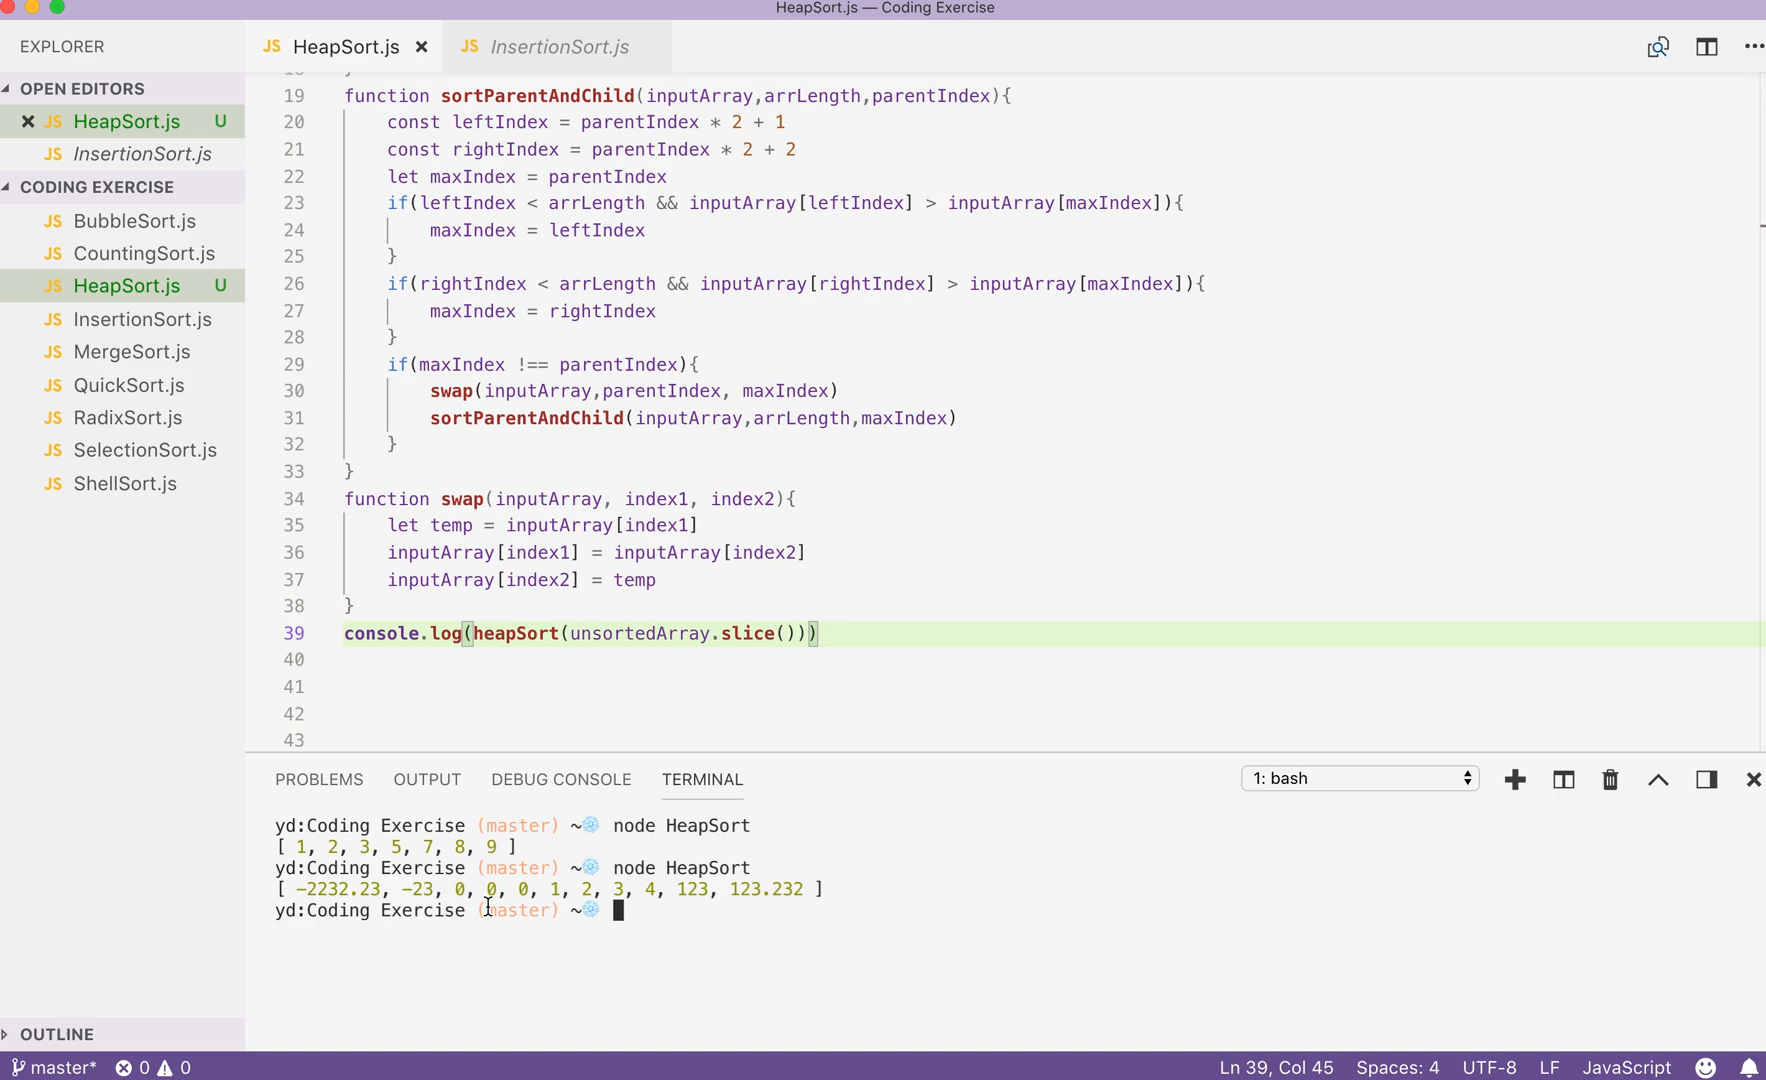 HeapSort.js — Coding Exercise
EXPLORER
JS HeapSort.js ×
JS InsertionSort.js
OPEN EDITORS
JS HeapSort.js U
JS InsertionSort.js
CODING EXERCISE
JS BubbleSort.js
JS CountingSort.js
JS HeapSort.js U
JS InsertionSort.js
JS MergeSort.js
JS QuickSort.js
JS RadixSort.js
JS SelectionSort.js
JS ShellSort.js
OUTLINE
19 function sortParentAndChild(inputArray,arrLength,parentIndex){
20 const leftIndex = parentIndex * 2 + 1
21 const rightIndex = parentIndex * 2 + 2
22 let maxIndex = parentIndex
23 if(leftIndex < arrLength && inputArray[leftIndex] > inputArray[maxIndex]){
24 maxIndex = leftIndex
25 }
26 if(rightIndex < arrLength && inputArray[rightIndex] > inputArray[maxIndex]){
27 maxIndex = rightIndex
28 }
29 if(maxIndex !== parentIndex){
30 swap(inputArray,parentIndex, maxIndex)
31 sortParentAndChild(inputArray,arrLength,maxIndex)
32 }
33 }
34 function swap(inputArray, index1, index2){
35 let temp = inputArray[index1]
36 inputArray[index1] = inputArray[index2]
37 inputArray[index2] = temp
38 }
39 console.log(heapSort(unsortedArray.slice()))
40
41
42
43
PROBLEMS OUTPUT DEBUG CONSOLE TERMINAL 1: bash
yd:Coding Exercise (master) ~ node HeapSort
[ 1, 2, 3, 5, 7, 8, 9 ]
yd:Coding Exercise (master) ~ node HeapSort
[ -2232.23, -23, 0, 0, 0, 1, 2, 3, 4, 123, 123.232 ]
yd:Coding Exercise (master) ~
master* 0 0 Ln 39, Col 45 Spaces: 4 UTF-8 LF JavaScript